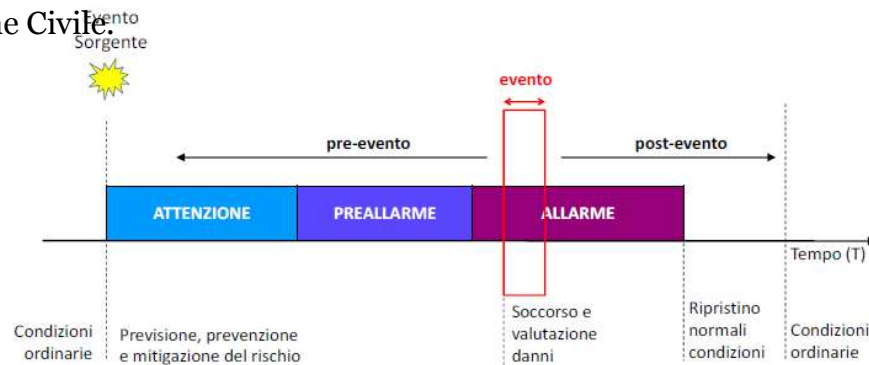 ne Civile.
Evento
Sorgente
evento
pre-evento
post-evento
ATTENZIONE
PREALLARME
ALLARME
Tempo (T)
Condizioni
ordinarie
Previsione, prevenzione
e mitigazione del rischio
Soccorso e
valutazione
danni
Ripristino
normali
condizioni
Condizioni
ordinarie